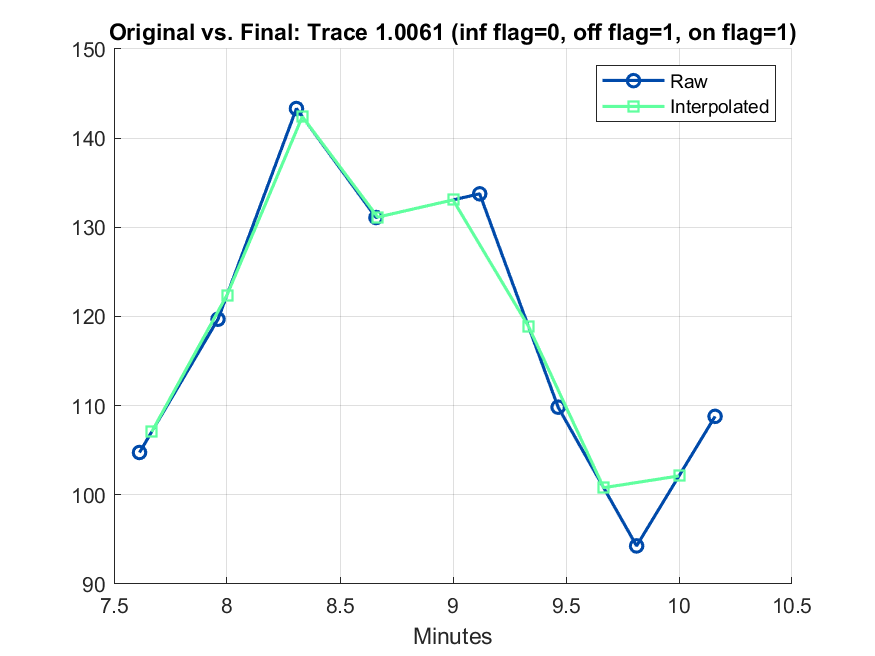 Original vs. Final: Trace 1.0061 (inf flag=0, off flag=1, on flag=1)
150
Raw
Interpolated
140
130
120
110
100
90
7.5 8 8.5 9 9.5 10 10.5
Minutes